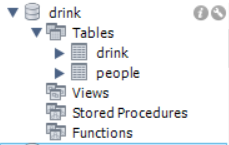 drink
Tables
drink
people
Views
Stored Procedures
Functions